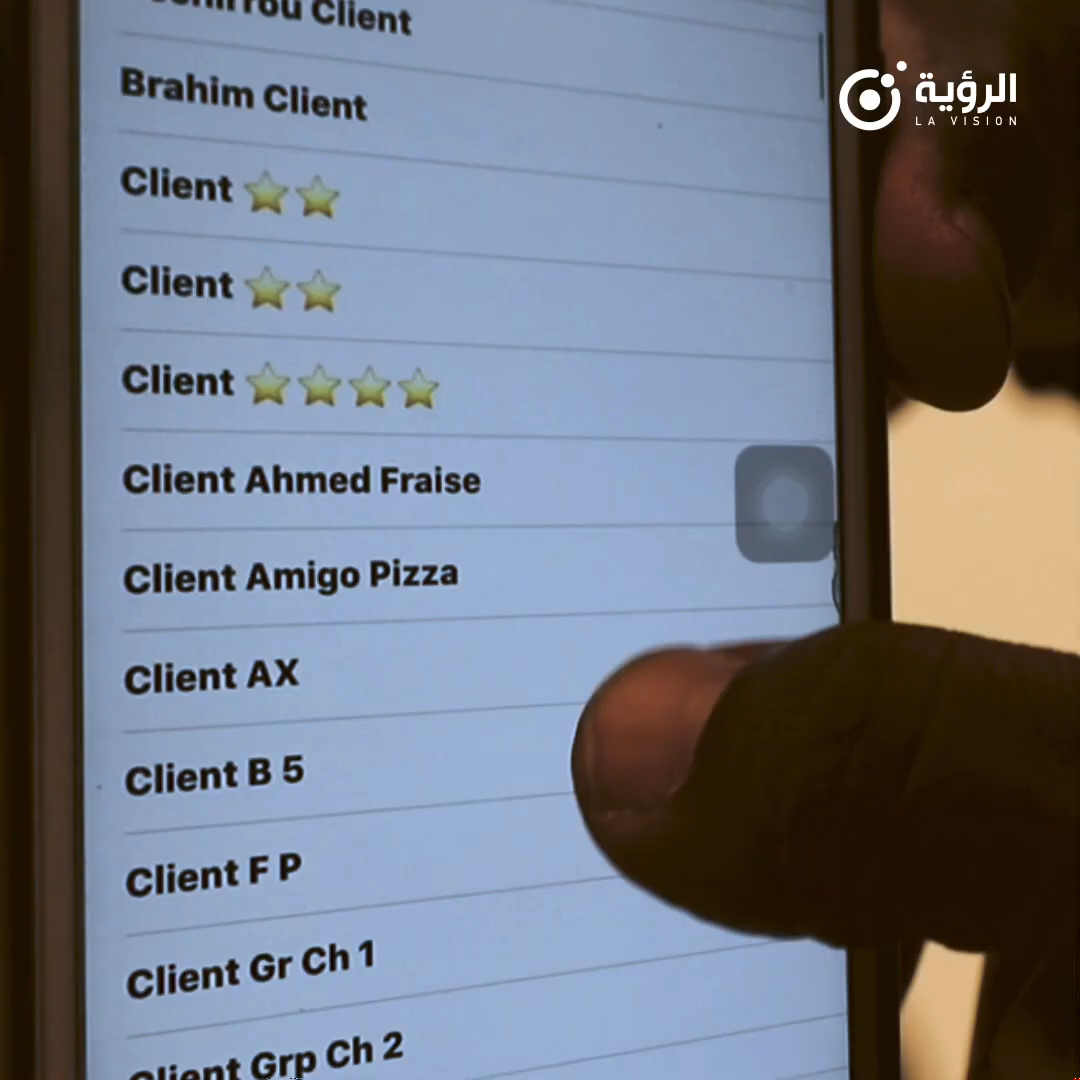 Client
Brahim Client
Client ⭐⭐
Client ⭐⭐
Client ⭐⭐⭐⭐
Client Ahmed Fraise
Client Amigo Pizza
Client AX
Client B 5
Client F P
Client Gr Ch 1
Client Grp Ch 2
الرؤية
LA VISION